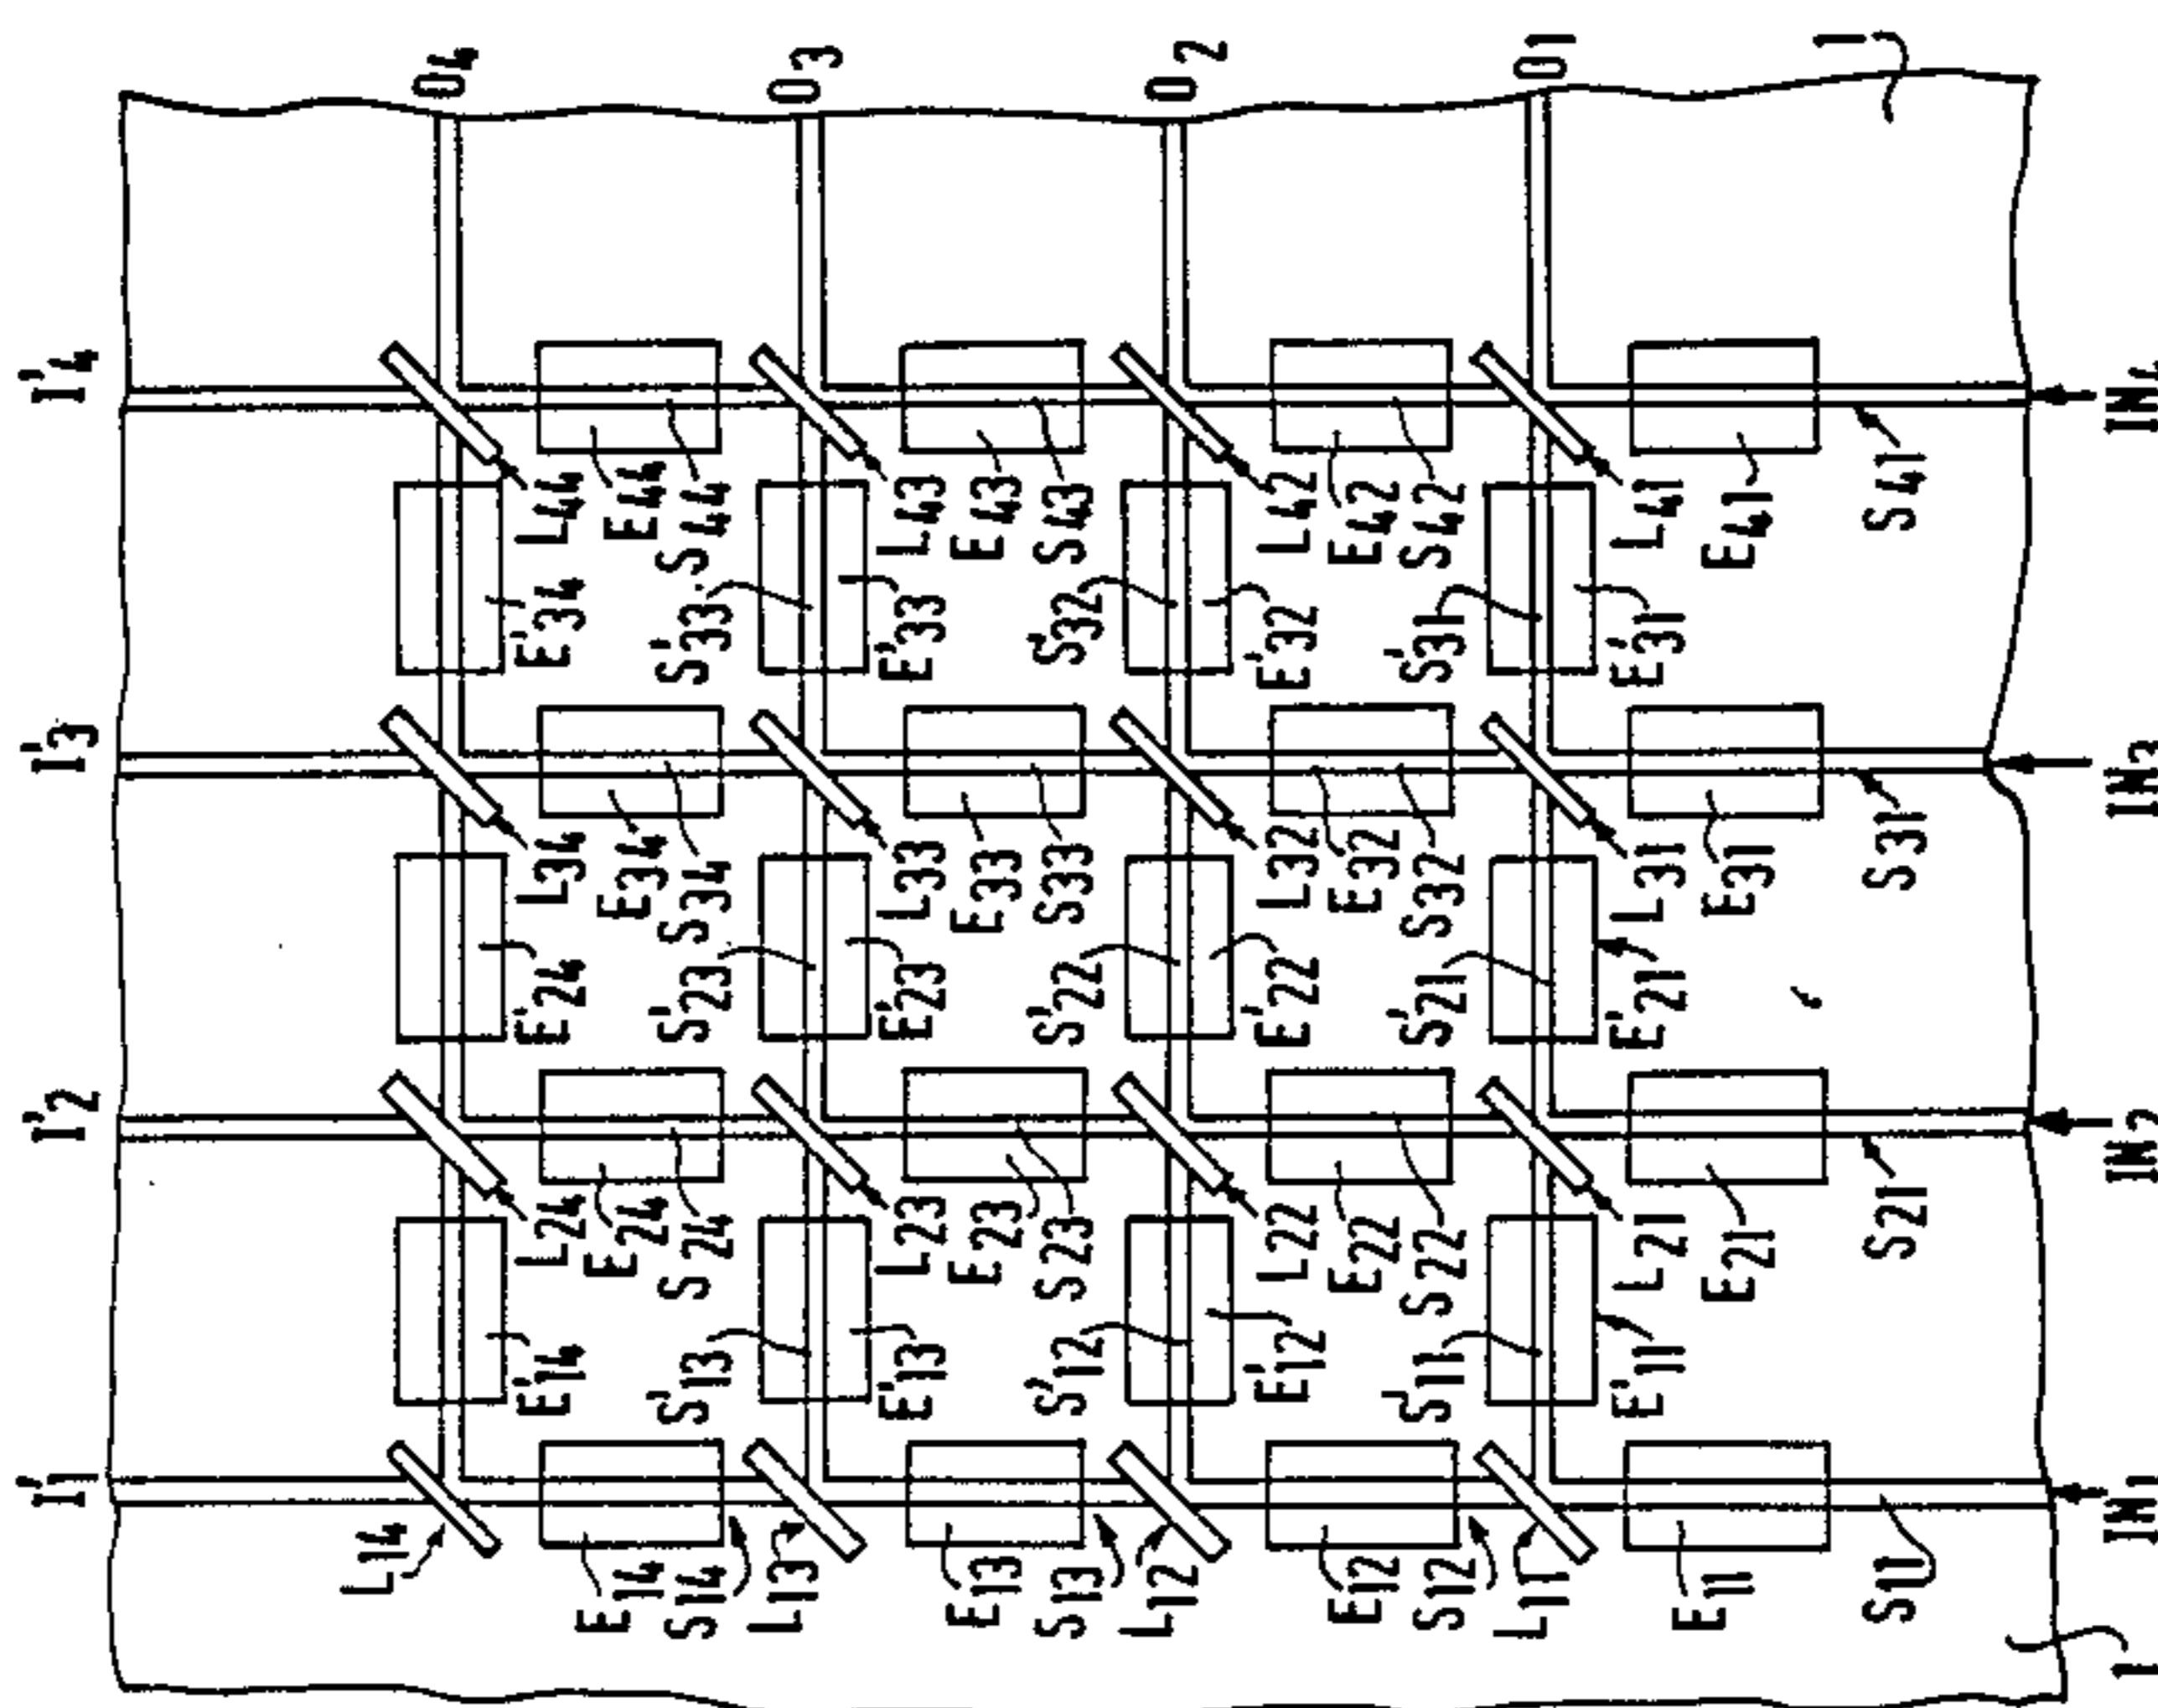 I'1 I'2 I'3 I'4
L14 O4
E'14 L24 E'24 L34 E'34 L44
E14 E24 E34 E44
S14 S'13 S24 S'23 S34 S'33 S44
L13 O3
E'13 L23 E'23 L33 E'33 L43
E13 E23 E33 E43
S13 S'12 S23 S'22 S33 S'32 S43
L12 O2
E'12 L22 E'22 L32 E'32 L42
E12 E22 E32 E42
S12 S'11 S22 S'21 S32 S'31 S42
L11 O1
E'11 L21 E'21 L31 E'31 L41
E11 E21 E31 E41
S11 S21 S31 S41 1
1 IN1 IN2 IN3 IN4